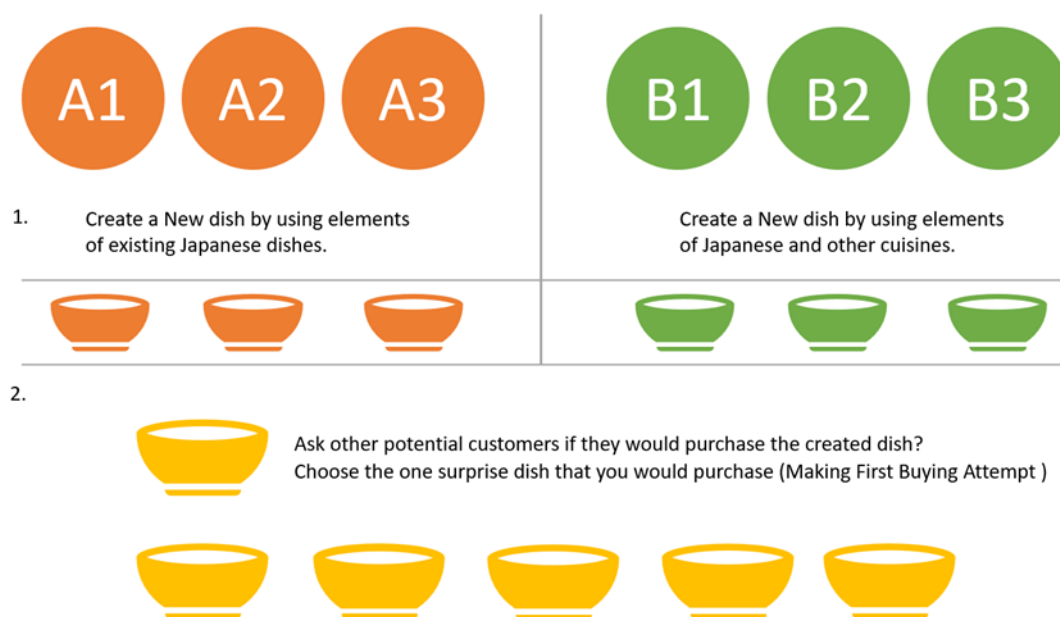 A1 A2 A3 B1 B2 B3
1. Create a New dish by using elements
of existing Japanese dishes.
Create a New dish by using elements
of Japanese and other cuisines.
2.
Ask other potential customers if they would purchase the created dish?
Choose the one surprise dish that you would purchase (Making First Buying Attempt )